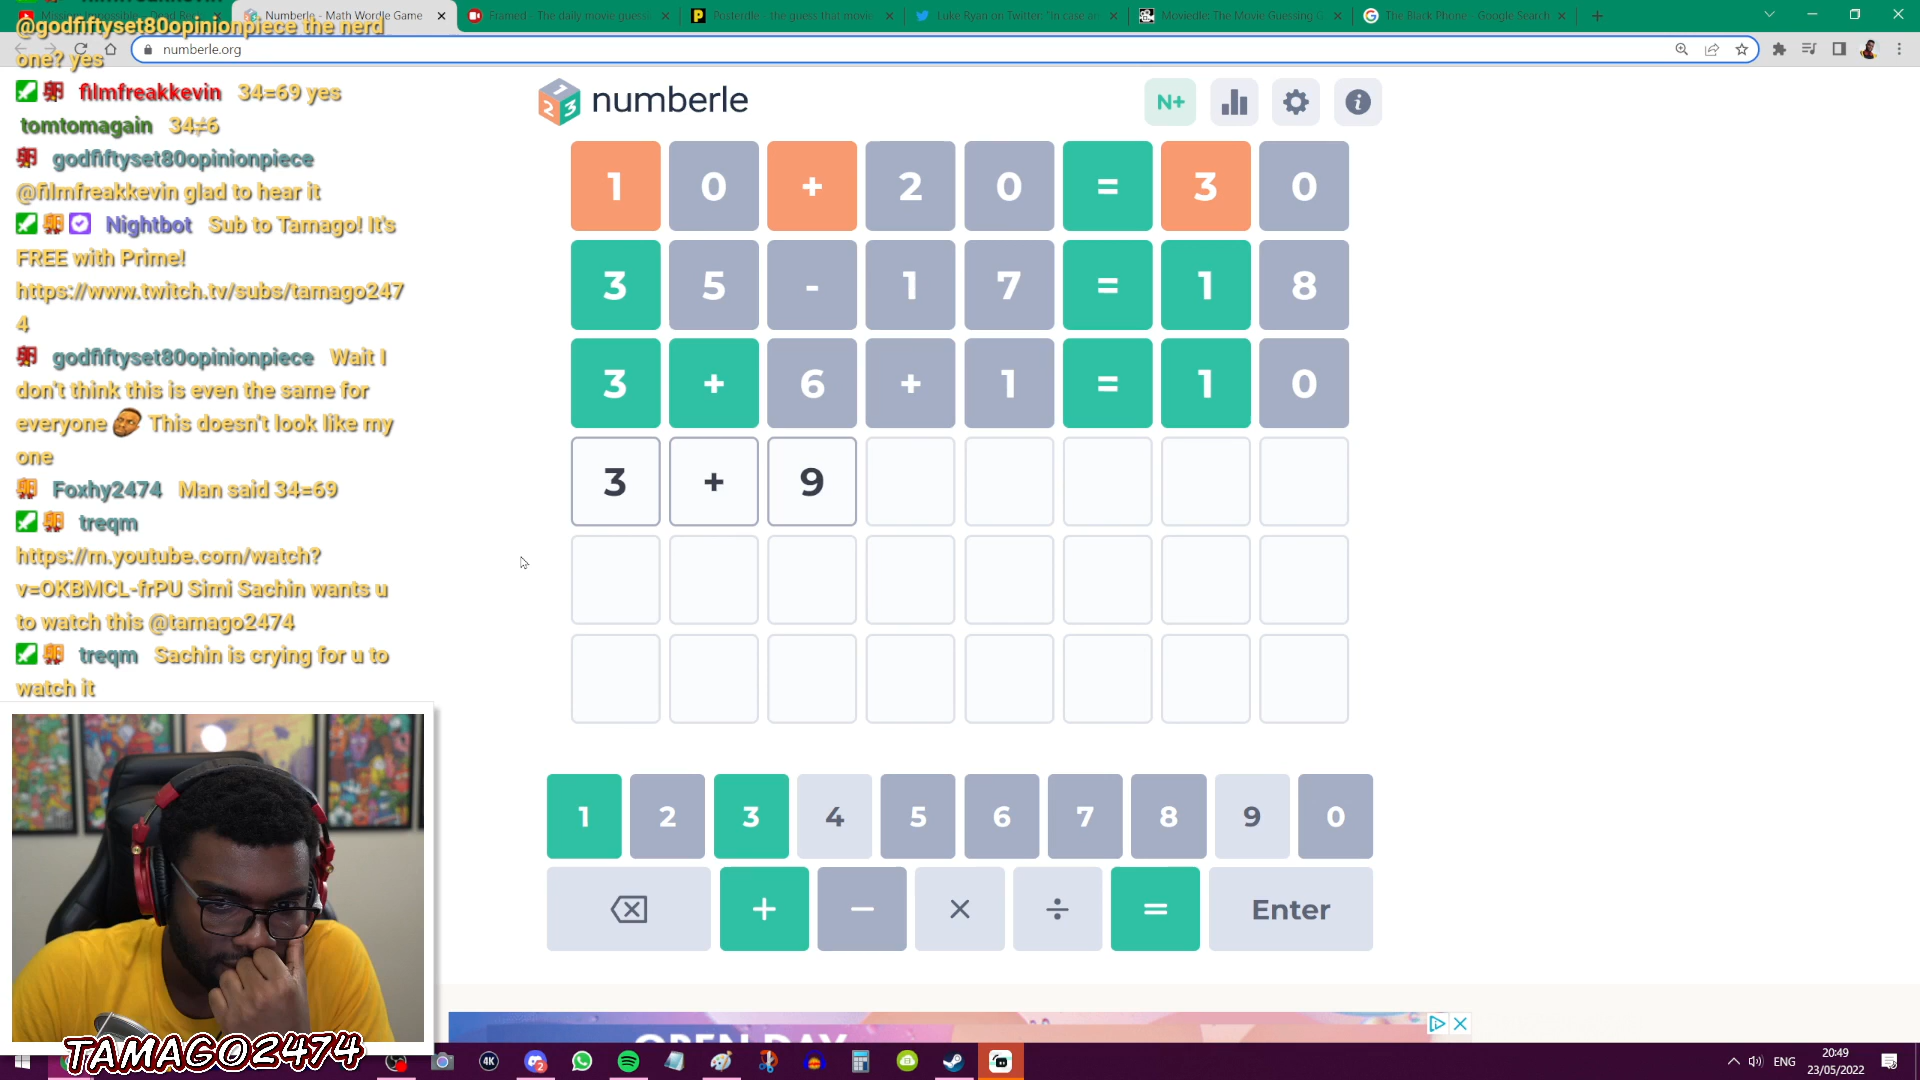 Numberle - Math Wordle Game
Framed - The daily movie guess
Posterdle - the guess that movie
Luke Ryan on Twitter: "In case an
Moviedle: The Movie Guessing G
The Black Phone - Google Search
numberle.org
@godfiftyset80opinionpiece the nerd
one? yes
filmfreakkevin 34=69 yes
tomtomagain 34≠6
godfiftyset80opinionpiece
@filmfreakkevin glad to hear it
Nightbot Sub to Tamago! It's
FREE with Prime!
https://www.twitch.tv/subs/tamago247
4
godfiftyset80opinionpiece Wait I
don't think this is even the same for
everyone This doesn't look like my
one
Foxhy2474 Man said 34=69
treqm
https://m.youtube.com/watch?
v=OKBMCL-frPU Simi Sachin wants u
to watch this @tamago2474
treqm Sachin is crying for u to
watch it
TAMAGO2474
numberle
N+
1 0 + 2 0 = 3 0
3 5 - 1 7 = 1 8
3 + 6 + 1 = 1 0
3 + 9
1 2 3 4 5 6 7 8 9 0
+ − × ÷ = Enter
OPEN DAY
4K
ENG
20:49
23/05/2022